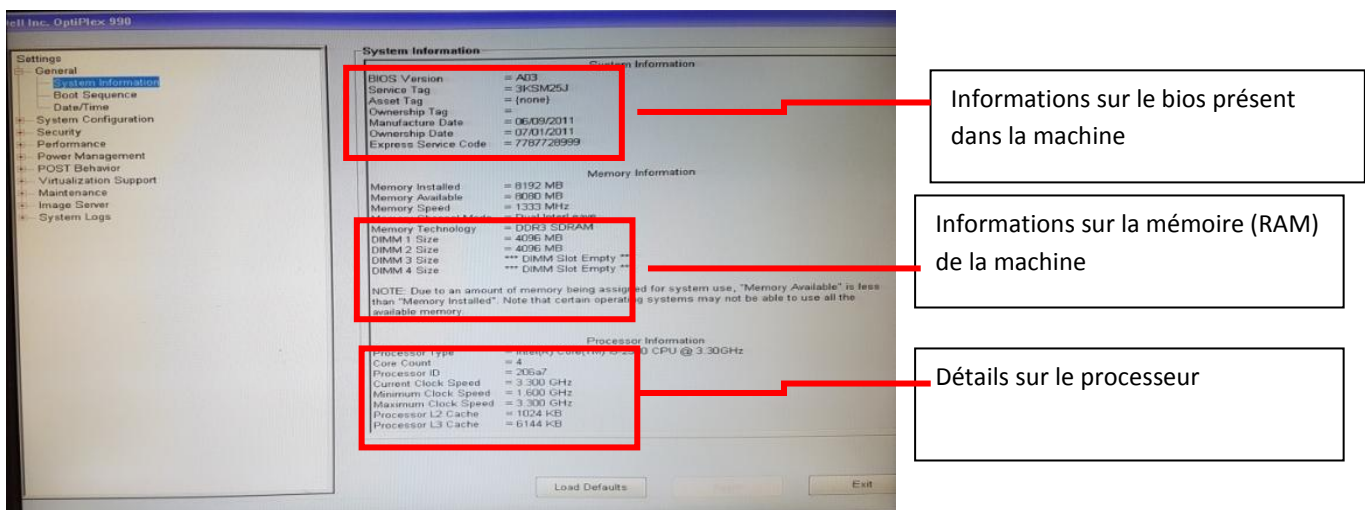 ell Inc. OptiPlex 990
Settings
General
System Information
Boot Sequence
Date/Time
System Configuration
Security
Performance
Power Management
POST Behavior
Virtualization Support
Maintenance
Image Server
System Logs
System Information
System Information
BIOS Version = A03
Service Tag = 3KSM25J
Asset Tag = (none)
Ownership Tag =
Manufacture Date = 06/09/2011
Ownership Date = 07/01/2011
Express Service Code = 7787728999
Memory Information
Memory Installed = 8192 MB
Memory Available = 8080 MB
Memory Speed = 1333 MHz
Memory Channel Mode = Dual Interleave
Memory Technology = DDR3 SDRAM
DIMM 1 Size = 4096 MB
DIMM 2 Size = 4096 MB
DIMM 3 Size *** DIMM Slot Empty **
DIMM 4 Size *** DIMM Slot Empty **
NOTE: Due to an amount of memory being assigned for system use, "Memory Available" is less
than "Memory Installed". Note that certain operating systems may not be able to use all the
available memory.
Processor Information
Processor Type = Intel(R) Core(TM) CPU @ 3.30GHz
Core Count = 4
Processor ID = 206a7
Current Clock Speed = 3.300 GHz
Minimum Clock Speed = 1.600 GHz
Maximum Clock Speed = 3.300 GHz
Processor L2 Cache = 1024 KB
Processor L3 Cache = 6144 KB
Load Defaults
Exit
Informations sur le bios présent
dans la machine
Informations sur la mémoire (RAM)
de la machine
Détails sur le processeur